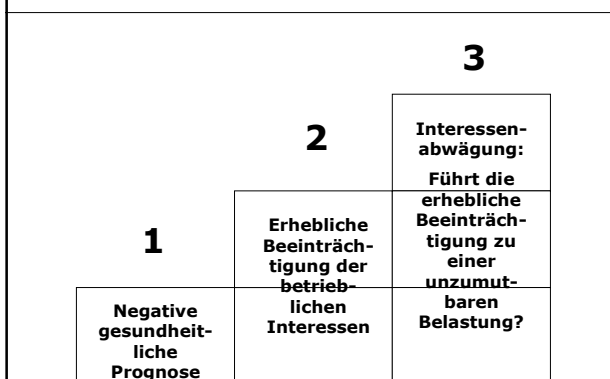 1
Negative
gesundheit-
liche
Prognose
2
Erhebliche
Beeinträch-
tigung der
betrieb-
lichen
Interessen
3
Interessen-
abwägung:
Führt die
erhebliche
Beeinträch-
tigung zu
einer
unzumut-
baren
Belastung?